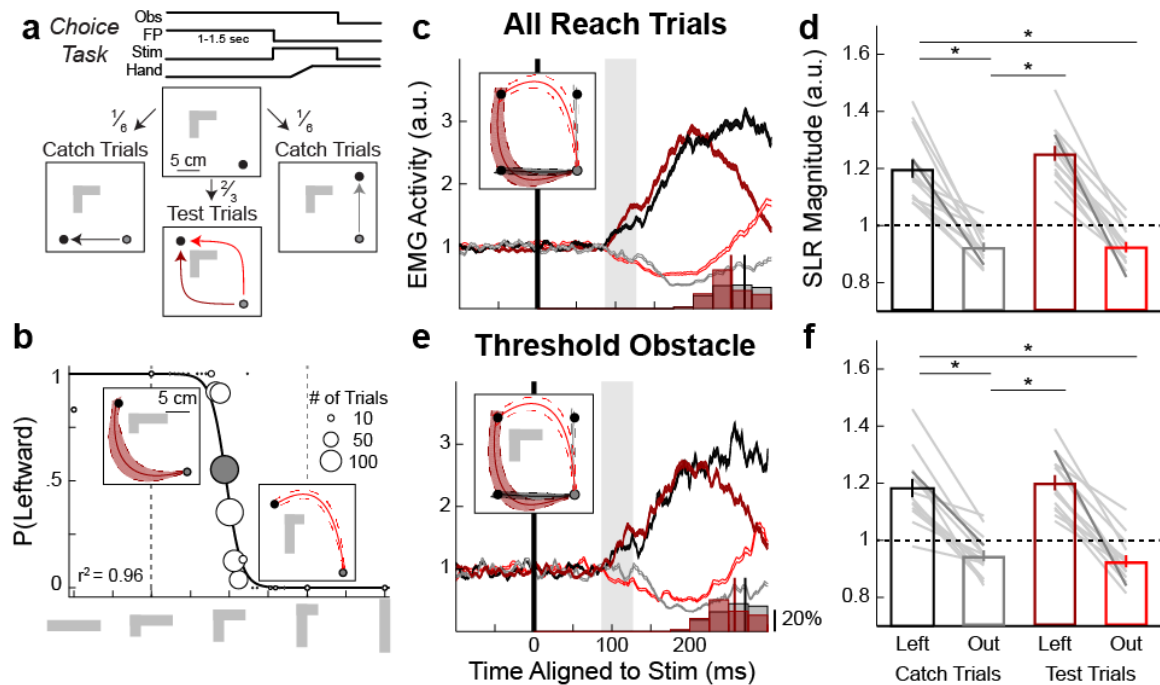 a
Choice
Task
Obs
FP
1-1.5 sec
Stim
Hand
1/6
1/6
Catch Trials
5 cm
Catch Trials
2/3
Test Trials
b
P(Leftward)
1
.5
0
5 cm
# of Trials
10
50
100
r² = 0.96
c
All Reach Trials
EMG Activity (a.u.)
3
2
1
d
SLR Magnitude (a.u.)
1.6
1.4
1.2
1
0.8
*
*
*
e
Threshold Obstacle
3
2
1
20%
0
100
200
Time Aligned to Stim (ms)
f
1.6
1.4
1.2
1
0.8
*
*
*
Left Out Left Out
Catch Trials Test Trials